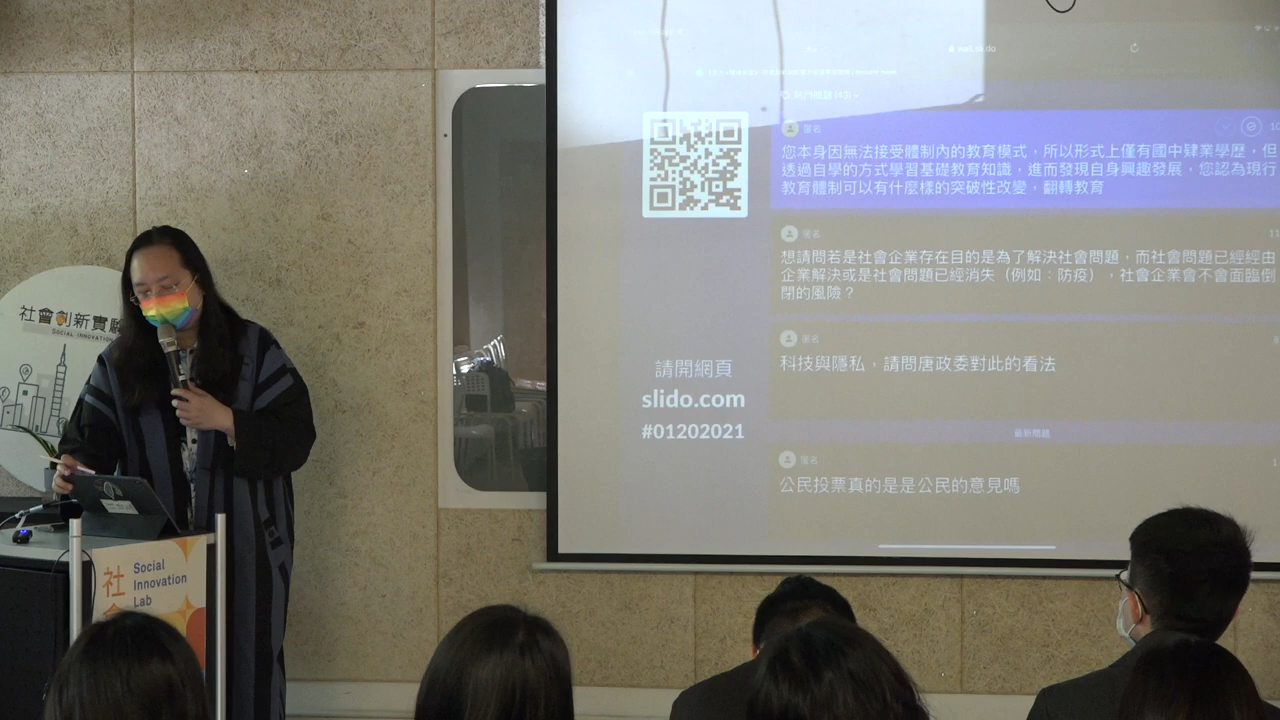 社會創新實驗
SOCIAL INNOVATION
社
Social
Innovation
Lab
請開網頁
slido.com
#01202021
熱門問題 (43)
匿名
您本身因無法接受體制內的教育模式，所以形式上僅有國中肄業學歷，但
透過自學的方式學習基礎教育知識，進而發現自身興趣發展，您認為現行
教育體制可以有什麼樣的突破性改變，翻轉教育
匿名
想請問若是社會企業存在目的是為了解決社會問題，而社會問題已經經由
企業解決或是社會問題已經消失（例如：防疫），社會企業會不會面臨倒
閉的風險？
匿名
科技與隱私，請問唐政委對此的看法
最新問題
匿名
公民投票真的是是公民的意見嗎